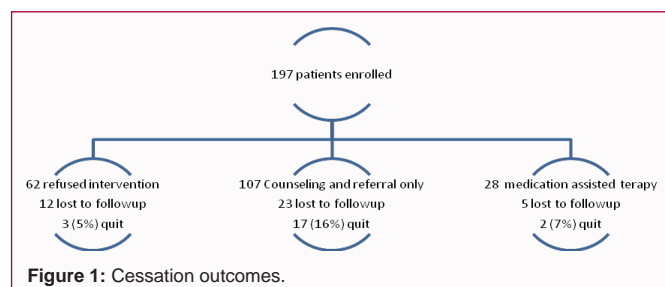 197 patients enrolled
62 refused intervention
12 lost to followup
3 (5%) quit
107 Counseling and referral only
23 lost to followup
17 (16%) quit
28 medication assisted terapy
5 lost to followup
2 (7%) quit
Figure 1: Cessation outcomes.